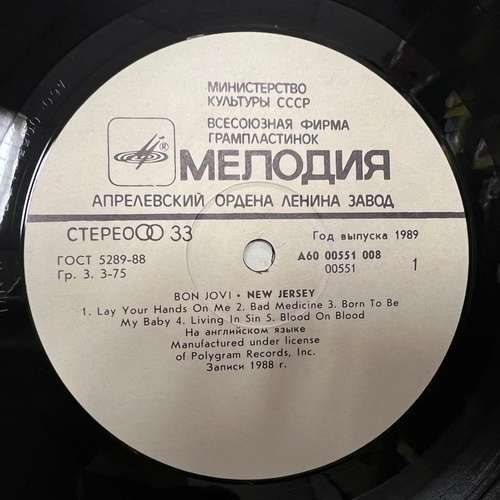 МИНИСТЕРСТВО
КУЛЬТУРЫ СССР
ВСЕСОЮЗНАЯ ФИРМА
ГРАМПЛАСТИНОК
® МЕЛОДИЯ
АПРЕЛЕВСКИЙ ОРДЕНА ЛЕНИНА ЗАВОД
СТЕРЕО 33
Год выпуска 1989
ГОСТ 5289-88
А60 00551 008
Гр. 3. 3-75
00551
1
BON JOVI • NEW JERSEY
1. Lay Your Hands On Me 2. Bad Medicine 3. Born To Be
My Baby 4. Living In Sin 5. Blood On Blood
На английском языке
Manufactured under license
of Polygram Records, Inc.
Записи 1988 г.